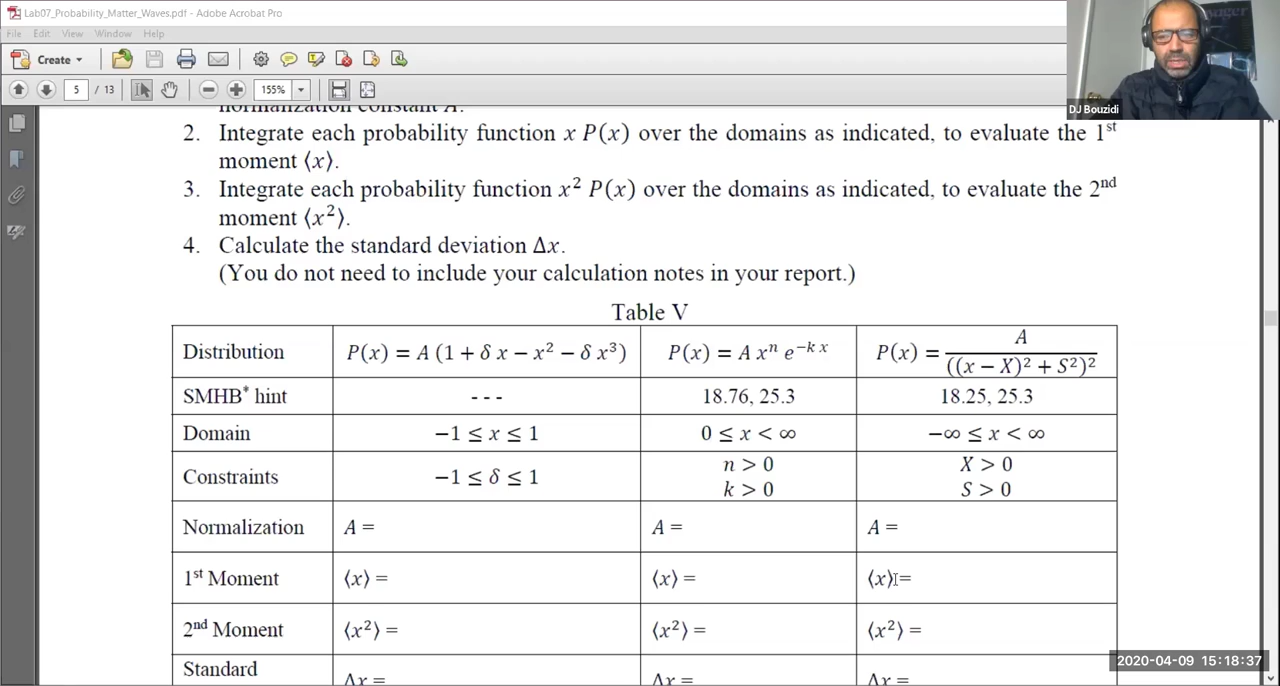 Lab07_Probability_Matter_Waves.pdf - Adobe Acrobat Pro
File Edit View Window Help
Create
5 / 13 155%
DJ Bouzidi
normalization constant A.
2. Integrate each probability function x P(x) over the domains as indicated, to evaluate the 1st
moment ⟨x⟩.
3. Integrate each probability function x² P(x) over the domains as indicated, to evaluate the 2nd
moment ⟨x²⟩.
4. Calculate the standard deviation Δx.
(You do not need to include your calculation notes in your report.)
Table V
Distribution P(x) = A (1 + δ x − x² − δ x³) P(x) = A xⁿ e^(−k x) P(x) = A / ((x − X)² + S²)²
SMHB* hint - - - 18.76, 25.3 18.25, 25.3
Domain −1 ≤ x ≤ 1 0 ≤ x < ∞ −∞ ≤ x < ∞
Constraints −1 ≤ δ ≤ 1 n > 0 X > 0
k > 0 S > 0
Normalization A = A = A =
1st Moment ⟨x⟩ = ⟨x⟩ = ⟨x⟩ =
2nd Moment ⟨x²⟩ = ⟨x²⟩ = ⟨x²⟩ =
Standard Δx = Δx = Δx =
2020-04-09 15:18:37